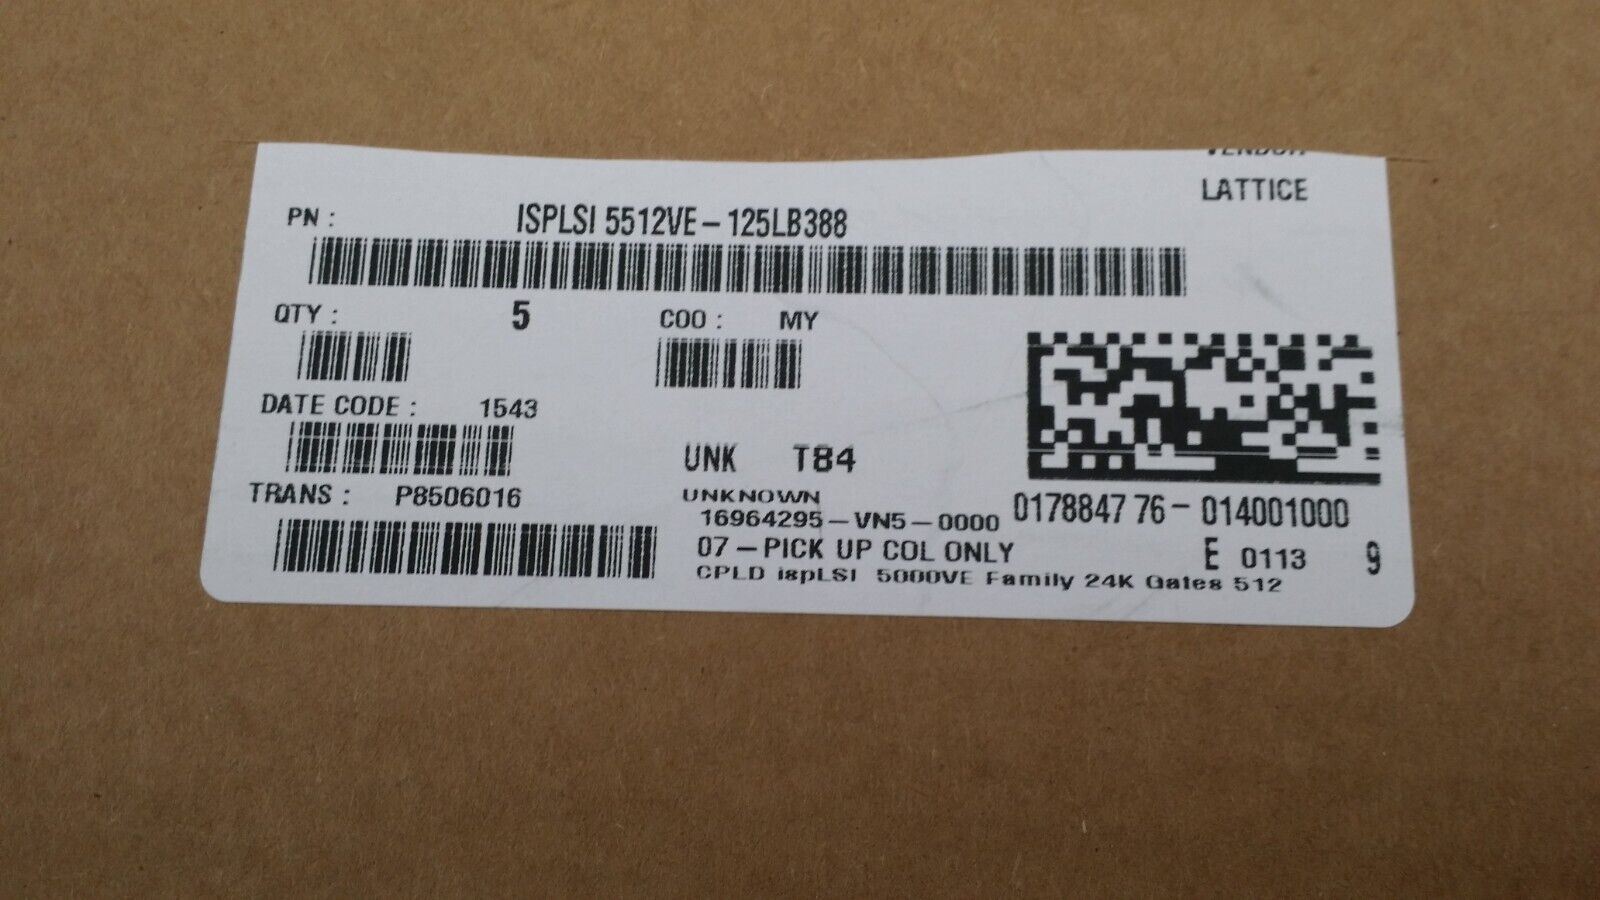 VENDOR
LATTICE
PN : ISPLSI 5512VE-125LB388
QTY : 5 COO : MY
DATE CODE : 1543
UNK T84
TRANS : P8506016
UNKNOWN
16964295-VN5-0000 017884776-014001000
07-PICK UP COL ONLY E 0113 9
CPLD ispLSI 5000VE Family 24K Gates 512